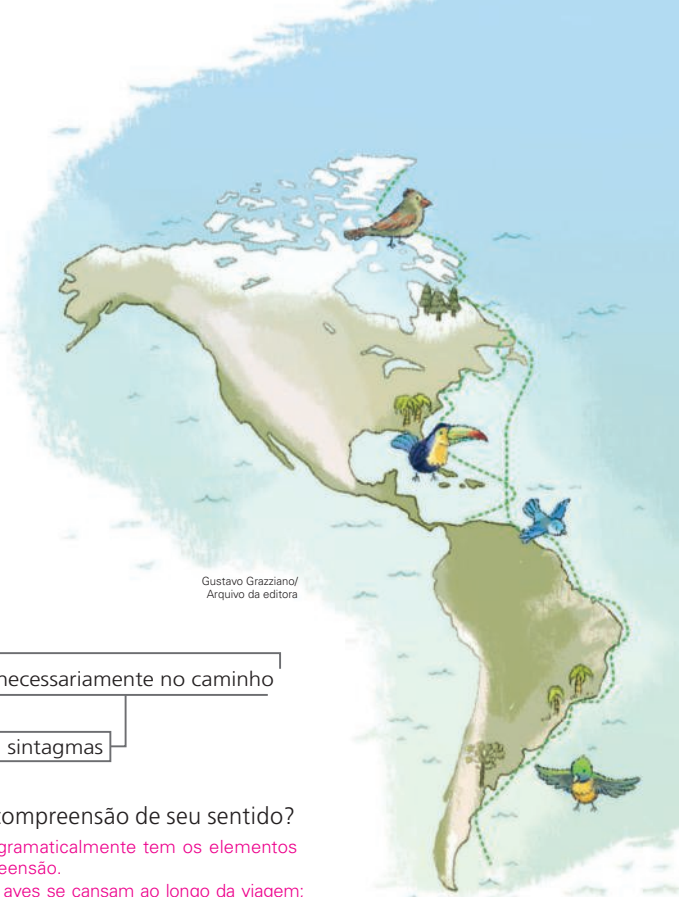 Gustavo Grazziano/
Arquivo da editora
necessariamente no caminho
sintagmas
compreensão de seu sentido?
gramaticalmente tem os elementos
eensão.
aves se cansam ao longo da viagem;